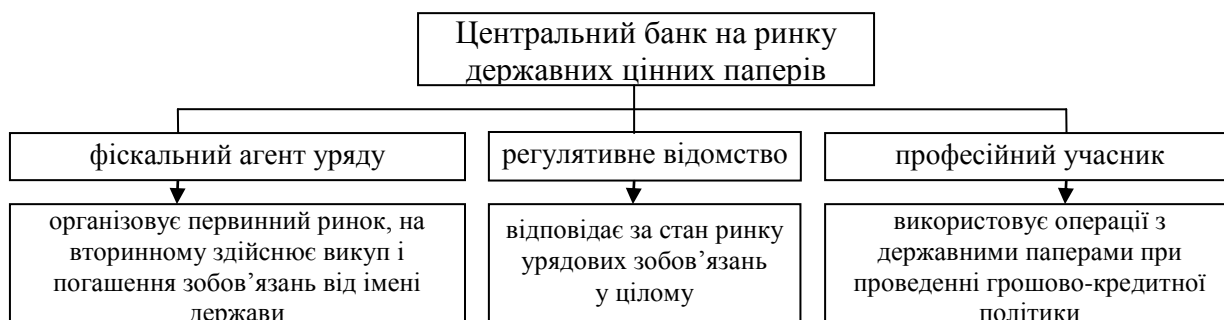 Центральний банк на ринку
державних цінних паперів
фіскальний агент уряду
регулятивне відомство
професійний учасник
організовує первинний ринок, на
вторинному здійснює викуп і
погашення зобов’язань від імені
держави
відповідає за стан ринку
урядових зобов’язань
у цілому
використовує операції з
державними паперами при
проведенні грошово-кредитної
політики